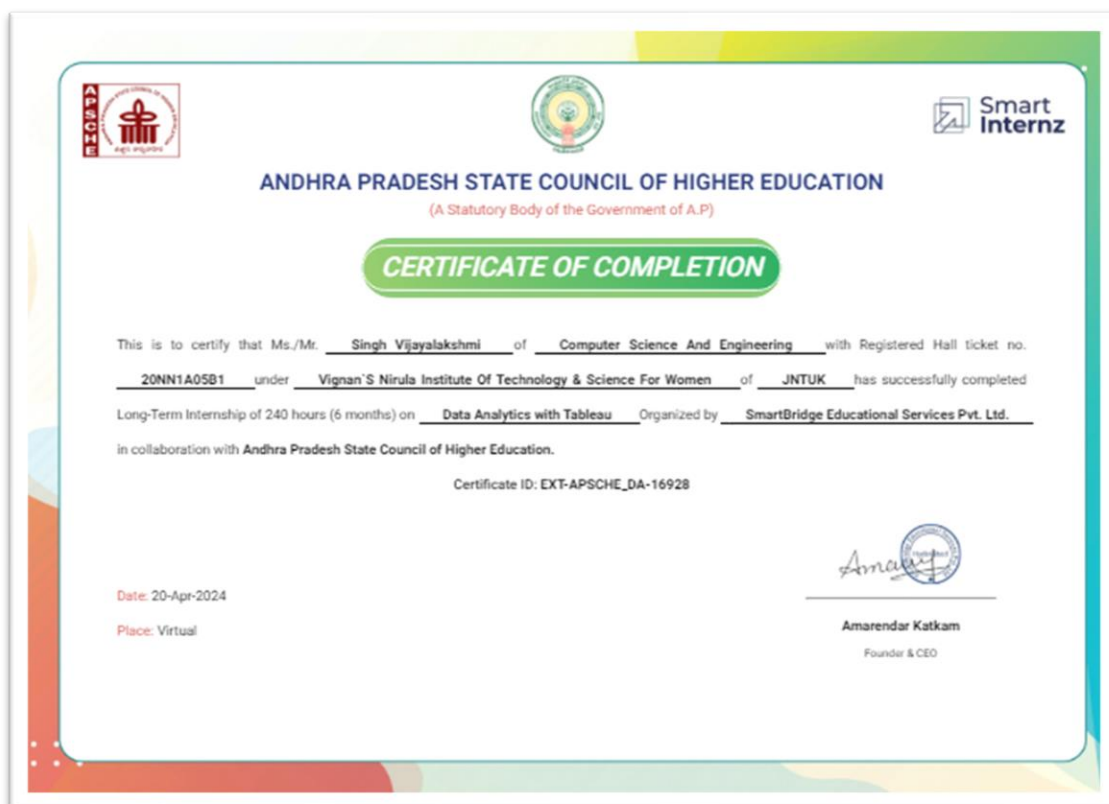 APSCHE
Smart
Internz
ANDHRA PRADESH STATE COUNCIL OF HIGHER EDUCATION
(A Statutory Body of the Government of A.P)
CERTIFICATE OF COMPLETION
This is to certify that Ms./Mr. Singh Vijayalakshmi of Computer Science And Engineering with Registered Hall ticket no.
20NN1A05B1 under Vignan`S Nirula Institute Of Technology & Science For Women of JNTUK has successfully completed
Long-Term Internship of 240 hours (6 months) on Data Analytics with Tableau Organized by SmartBridge Educational Services Pvt. Ltd.
in collaboration with Andhra Pradesh State Council of Higher Education.
Certificate ID: EXT-APSCHE_DA-16928
Date: 20-Apr-2024
Place: Virtual
Amarendar Katkam
Founder & CEO